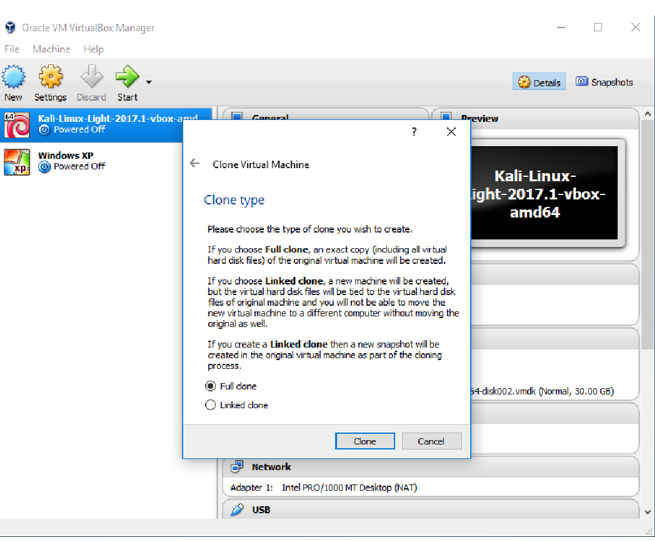 Oracle VM VirtualBox Manager
File Machine Help
New Settings Discard Start
Details Snapshots
64 Kali-Linux-Light-2017.1-vbox-amd
Powered Off
XP Windows XP
Powered Off
General
Preview
Kali-Linux-
ight-2017.1-vbox-
amd64
?
Clone Virtual Machine
Clone type
Please choose the type of clone you wish to create.
If you choose Full clone, an exact copy (including all virtual
hard disk files) of the original virtual machine will be created.
If you choose Linked clone, a new machine will be created,
but the virtual hard disk files will be tied to the virtual hard disk
files of original machine and you will not be able to move the
new virtual machine to a different computer without moving the
original as well.
If you create a Linked clone then a new snapshot will be
created in the original virtual machine as part of the cloning
process.
Full clone
Linked clone
Clone Cancel
54-disk002.vmdk (Normal, 30.00 GB)
Network
Adapter 1: Intel PRO/1000 MT Desktop (NAT)
USB